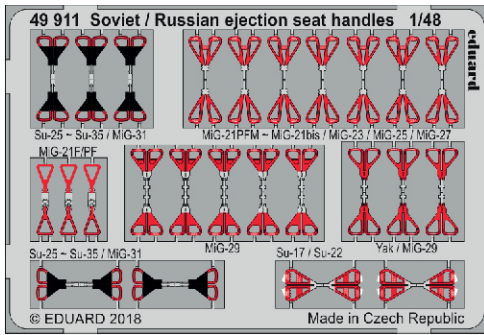 49 911 Soviet / Russian ejection seat handles 1/48
eduard
Su-25 ~ Su-35 / MiG-31
MiG-21PFM ~ MiG-21bis / MiG-23 / MiG-25 / MiG-27
MiG-21F/PF
MiG-29
Yak / MiG-29
Su-25 ~ Su-35 / MiG-31
Su-17 / Su-22
© EDUARD 2018
Made in Czech Republic